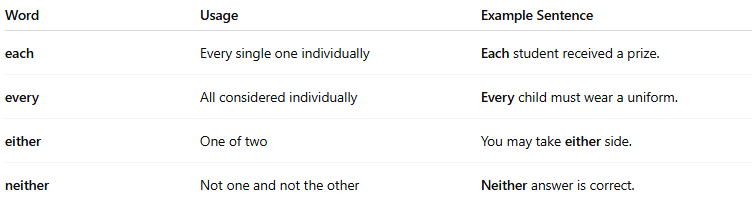 Word Usage Example Sentence
each Every single one individually Each student received a prize.
every All considered individually Every child must wear a uniform.
either One of two You may take either side.
neither Not one and not the other Neither answer is correct.